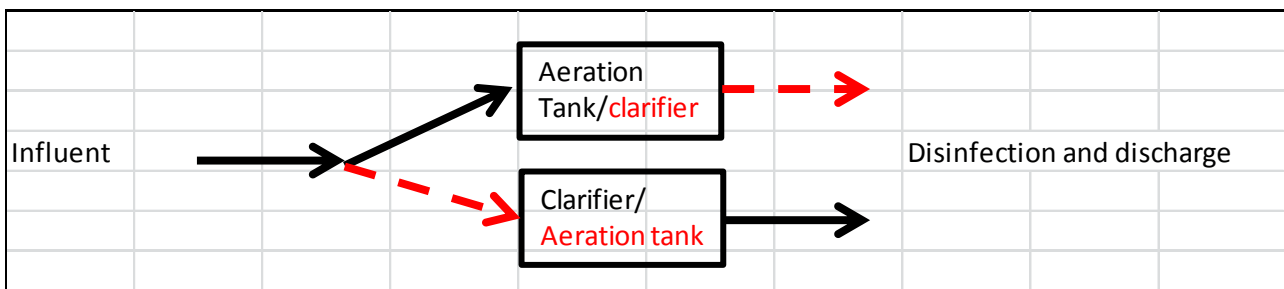 Aeration
Tank/clarifier
Influent
Disinfection and discharge
Clarifier/
Aeration tank